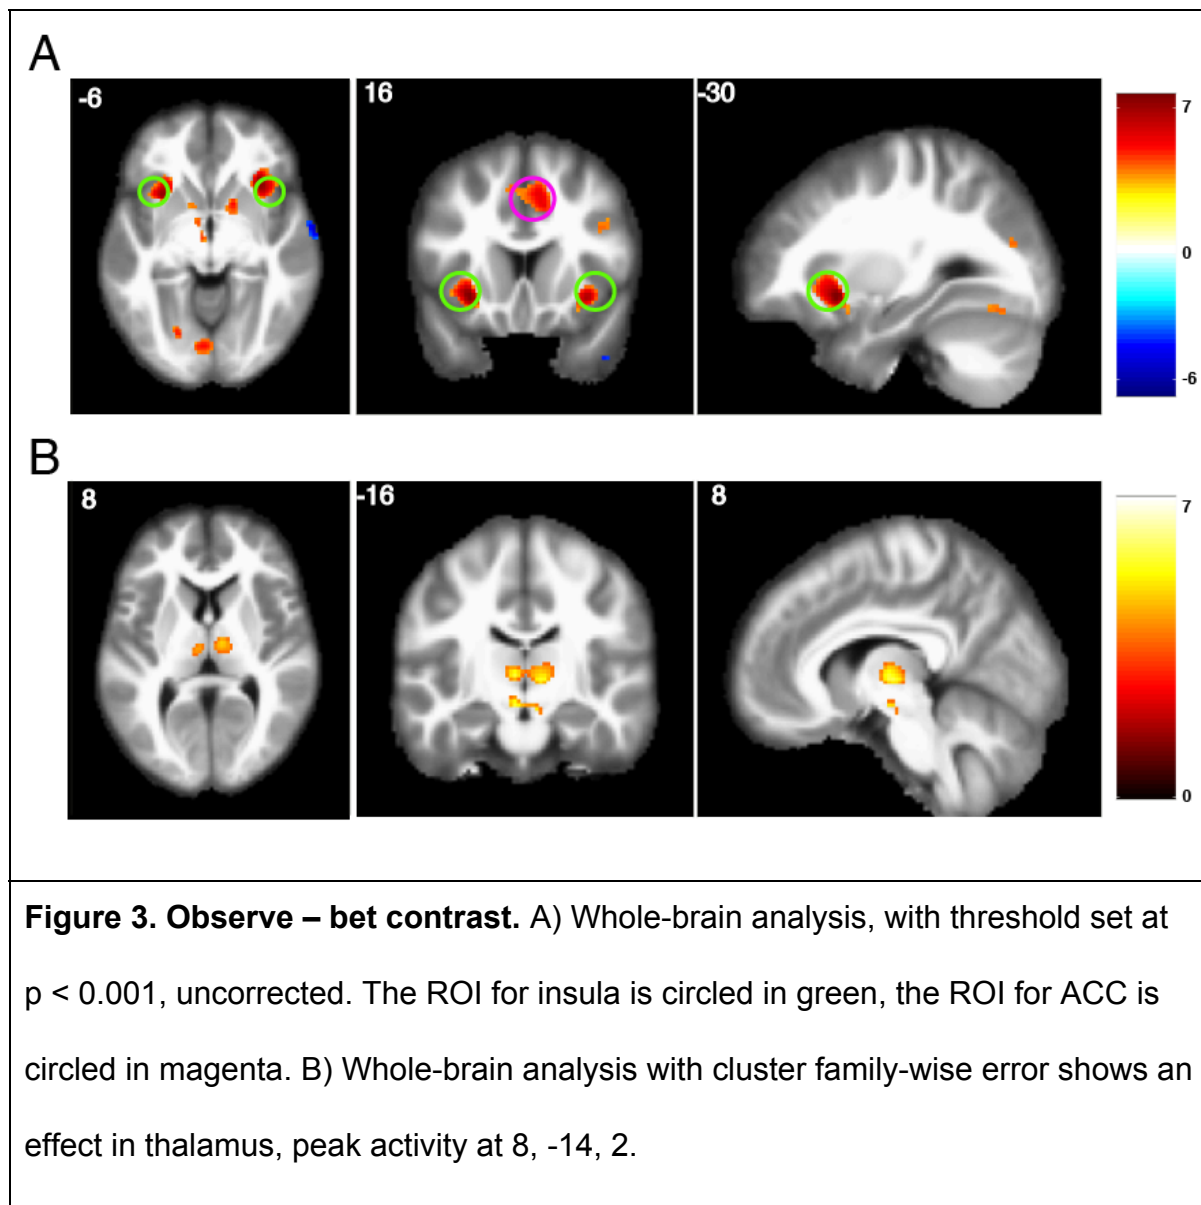 A
-6
16
-30
7
0
-6
B
8
-16
8
7
0
Figure 3. Observe – bet contrast. A) Whole-brain analysis, with threshold set at
p < 0.001, uncorrected. The ROI for insula is circled in green, the ROI for ACC is
circled in magenta. B) Whole-brain analysis with cluster family-wise error shows an
effect in thalamus, peak activity at 8, -14, 2.